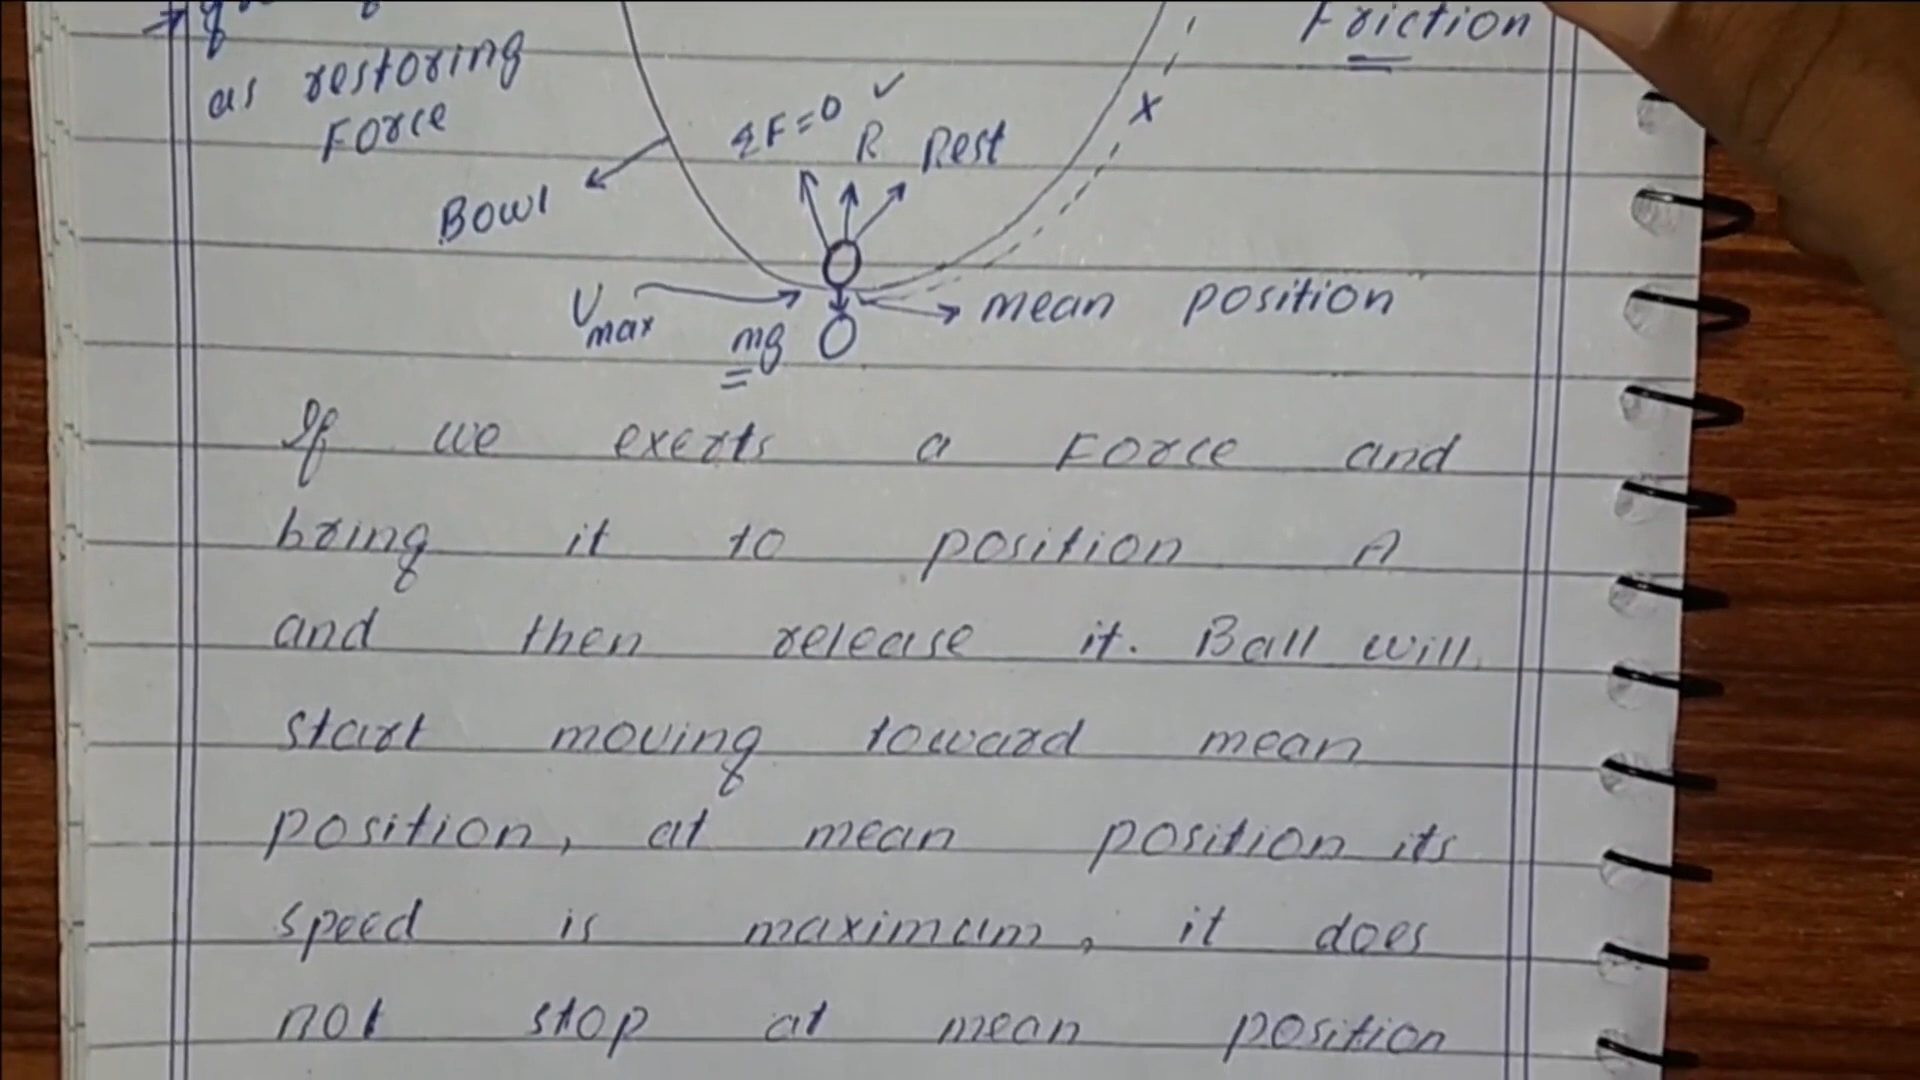 Friction
as restoring
Force
ΣF=0 ✓
R Rest
x
Bowl
Vmax
mean position
mg
O
If we exerts a Force and
bring it to position A
and then release it. Ball will
start moving toward mean
position, at mean position its
speed is maximum, it does
not stop at mean position